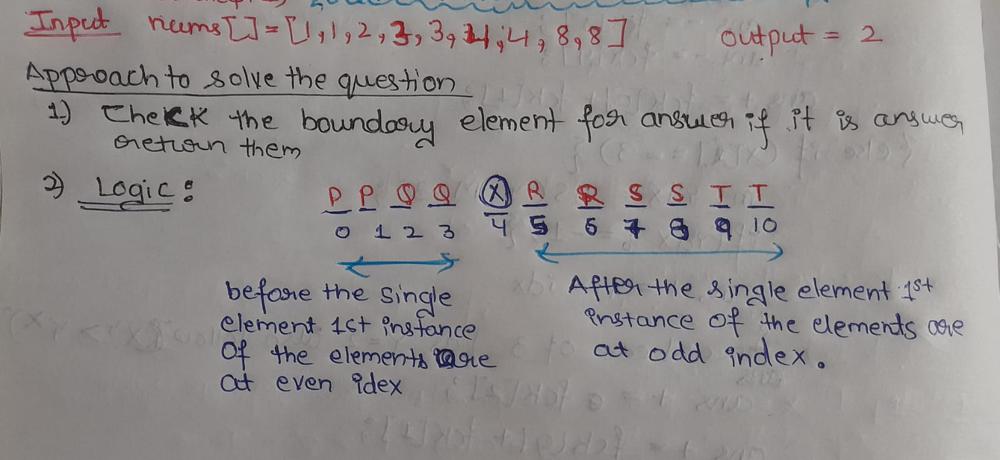 Input nums[]=[1,1,2,3,3,4,4,8,8] output = 2
Approach to solve the question
1) Check the boundary element for answer if it is answer
return them
2) Logic: P P Q Q X R R S S T T
0 1 2 3 4 5 6 7 8 9 10
before the single
element 1st instance
of the elements are
at even idex
After the single element 1st
instance of the elements are
at odd index.